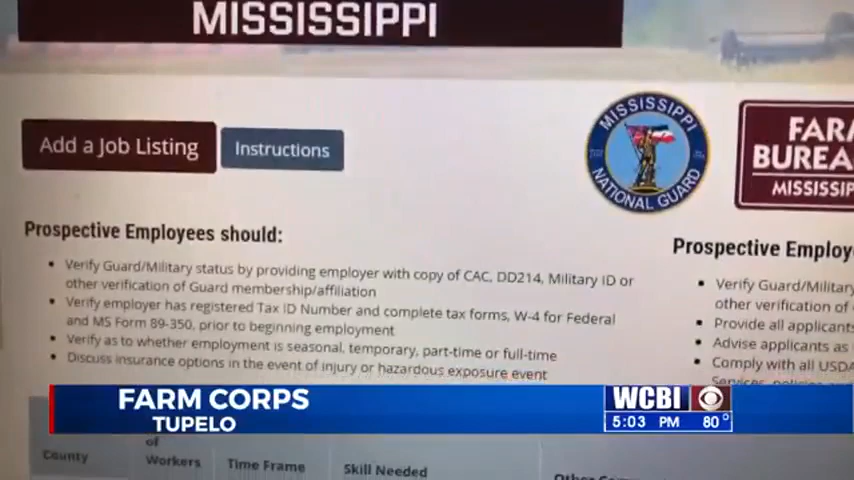 MISSISSIPPI
Add a Job Listing
Instructions
MISSISSIPPI
NATIONAL GUARD
FAR
BUREA
MISSISSIP
Prospective Employees should:
Verify Guard/Military status by providing employer with copy of CAC, DD214, Military ID or
other verification of Guard membership/affiliation
Verify employer has registered Tax ID Number and complete tax forms, W-4 for Federal
and MS Form 89-350, prior to beginning employment
Verify as to whether employment is seasonal, temporary, part-time or full-time
Discuss insurance options in the event of injury or hazardous exposure event
Prospective Employ
Verify Guard/Military
other verification of
Provide all applicants
Advise applicants as
Comply with all USDA
FARM CORPS
TUPELO
WCBI
5:03 PM 80°
County
of
Workers
Time Frame
Skill Needed